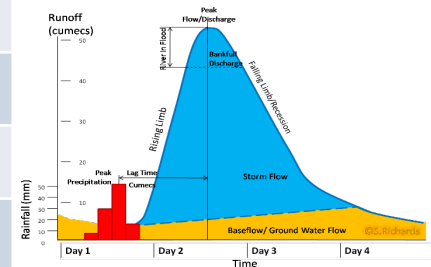 Peak
Flow/Discharge
Runoff
(cumecs)
50
40
30
20
10
River In Flood
Bankfull
Discharge
Rising Limb
Falling Limb/Recession
Peak
Precipitation
Lag Time
Cumecs
Storm Flow
Baseflow/ Ground Water Flow
©S.Richards
Rainfall (mm)
50
40
30
20
10
0
Day 1
Day 2
Day 3
Day 4
Time